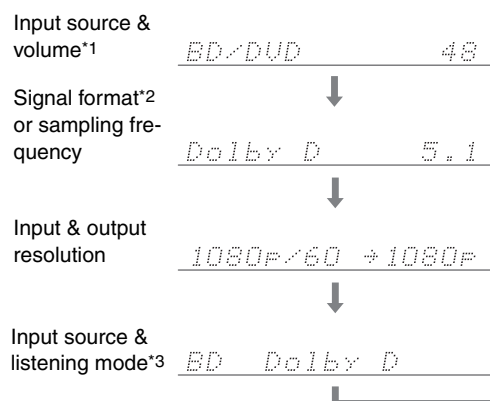 Input source &
volume*1
BD/DVD 48
Signal format*2
or sampling fre-
quency
Dolby D 5.1
Input & output
resolution
1080p/60 →1080p
Input source &
listening mode*3
BD Dolby D